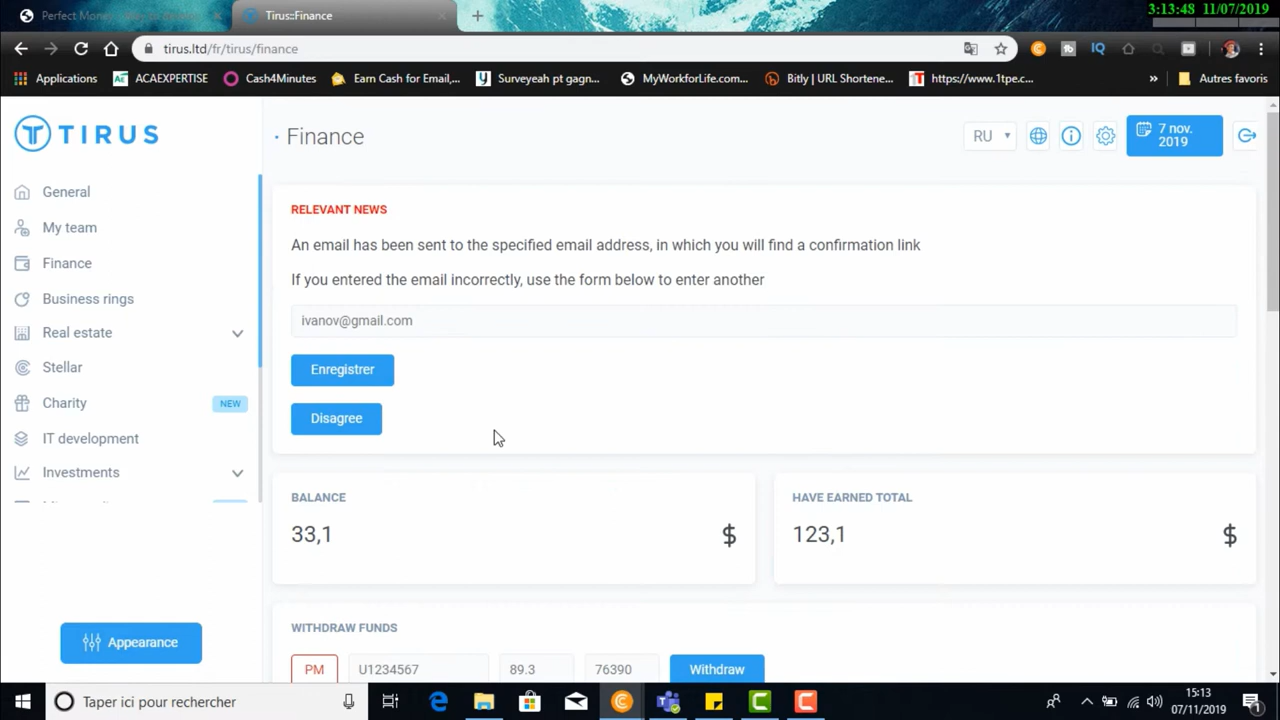 3:13:48 11/07/2019
Tirus::Finance
tirus.ltd/fr/tirus/finance
Applications
ACAEXPERTISE
Cash4Minutes
Earn Cash for Email,...
Surveyeah pt gagn...
MyWorkforLife.com...
Bitly | URL Shortene...
https://www.1tpe.c...
»
Autres favoris
TIRUS
Finance
RU
7 nov.
2019
General
My team
Finance
Business rings
Real estate
Stellar
Charity
NEW
IT development
Investments
Appearance
RELEVANT NEWS
An email has been sent to the specified email address, in which you will find a confirmation link
If you entered the email incorrectly, use the form below to enter another
ivanov@gmail.com
Enregistrer
Disagree
BALANCE
33,1
$
HAVE EARNED TOTAL
123,1
$
WITHDRAW FUNDS
PM
U1234567
89.3
76390
Withdraw
Taper ici pour rechercher
15:13
07/11/2019